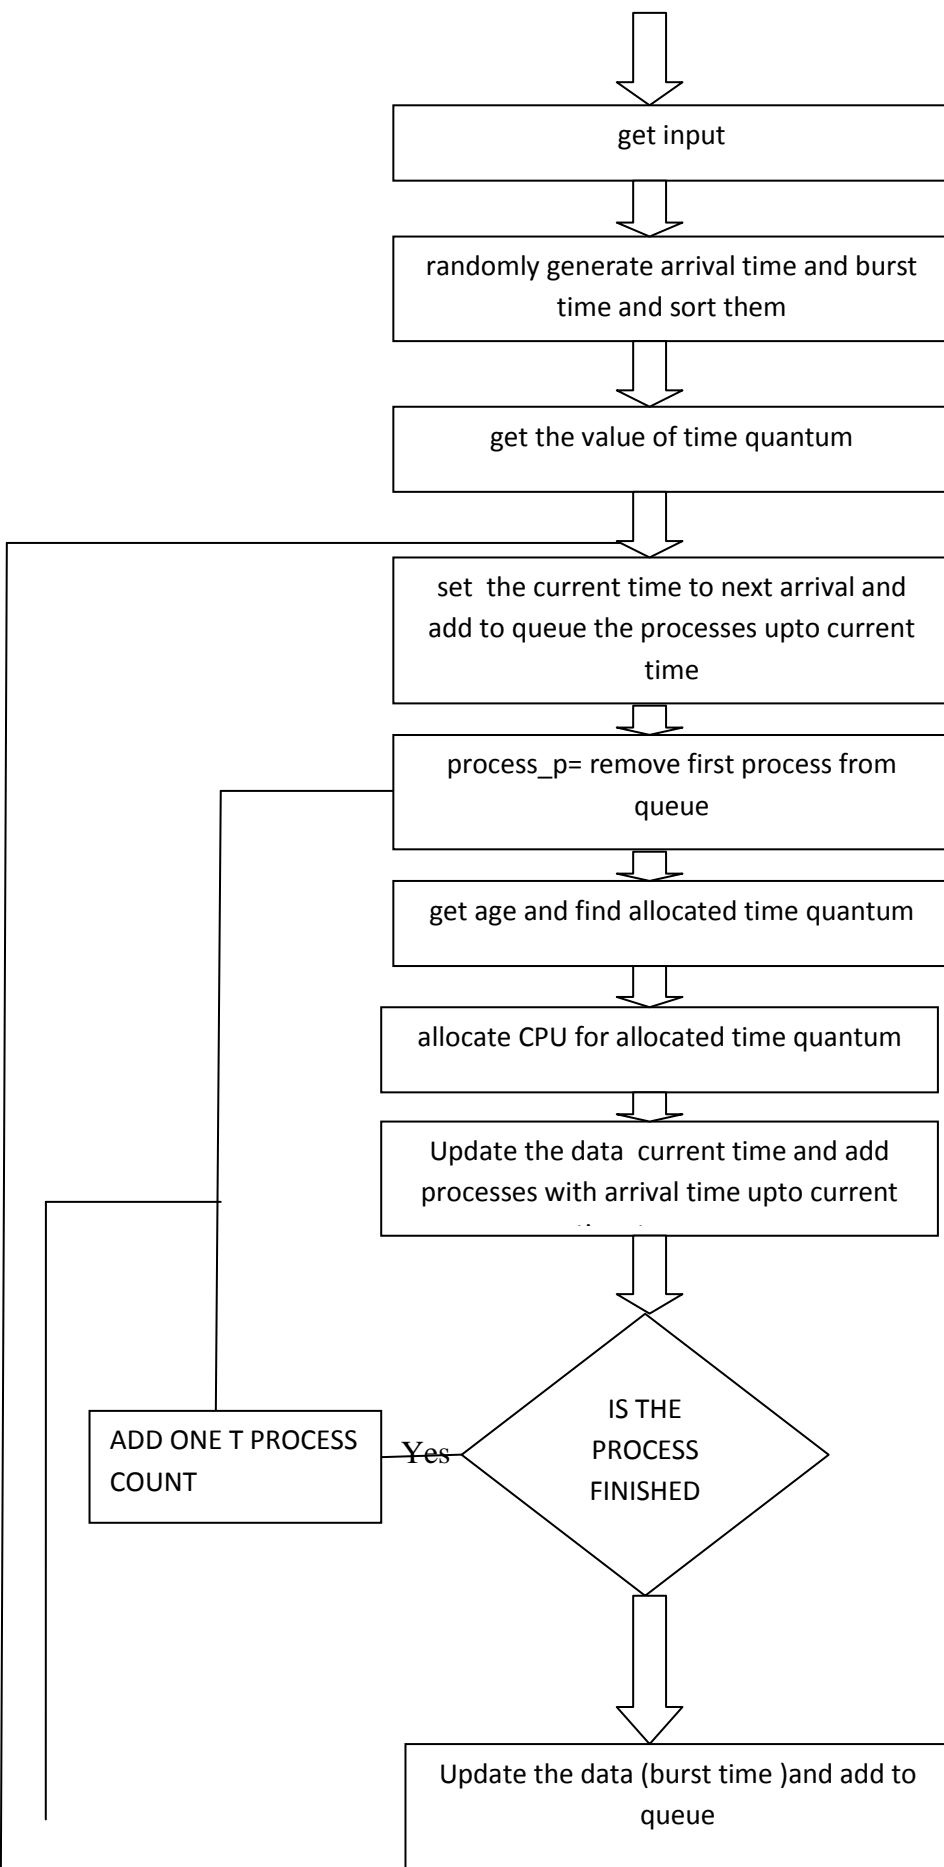 get input
randomly generate arrival time and burst
time and sort them
get the value of time quantum
set the current time to next arrival and
add to queue the processes upto current
time
process_p= remove first process from
queue
get age and find allocated time quantum
allocate CPU for allocated time quantum
Update the data current time and add
processes with arrival time upto current
IS THE
PROCESS
FINISHED
Yes
ADD ONE T PROCESS
COUNT
Update the data (burst time )and add to
queue